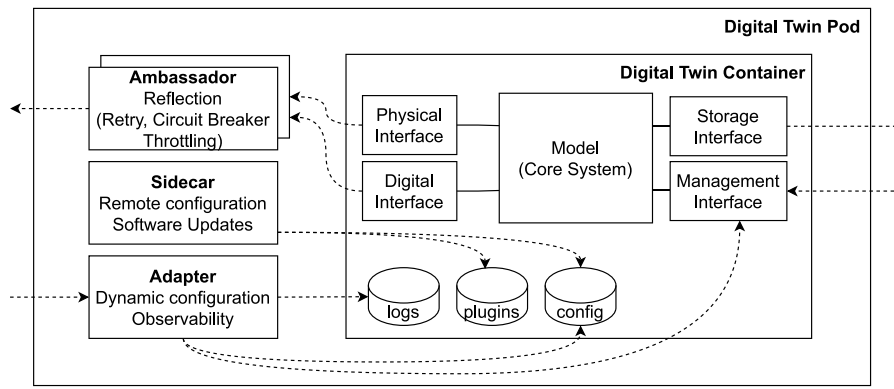 Digital Twin Pod
Digital Twin Container
Ambassador
Reflection
(Retry, Circuit Breaker
Throttling)
Sidecar
Remote configuration
Software Updates
Adapter
Dynamic configuration
Observability
Physical
Interface
Digital
Interface
Model
(Core System)
Storage
Interface
Management
Interface
logs
plugins
config